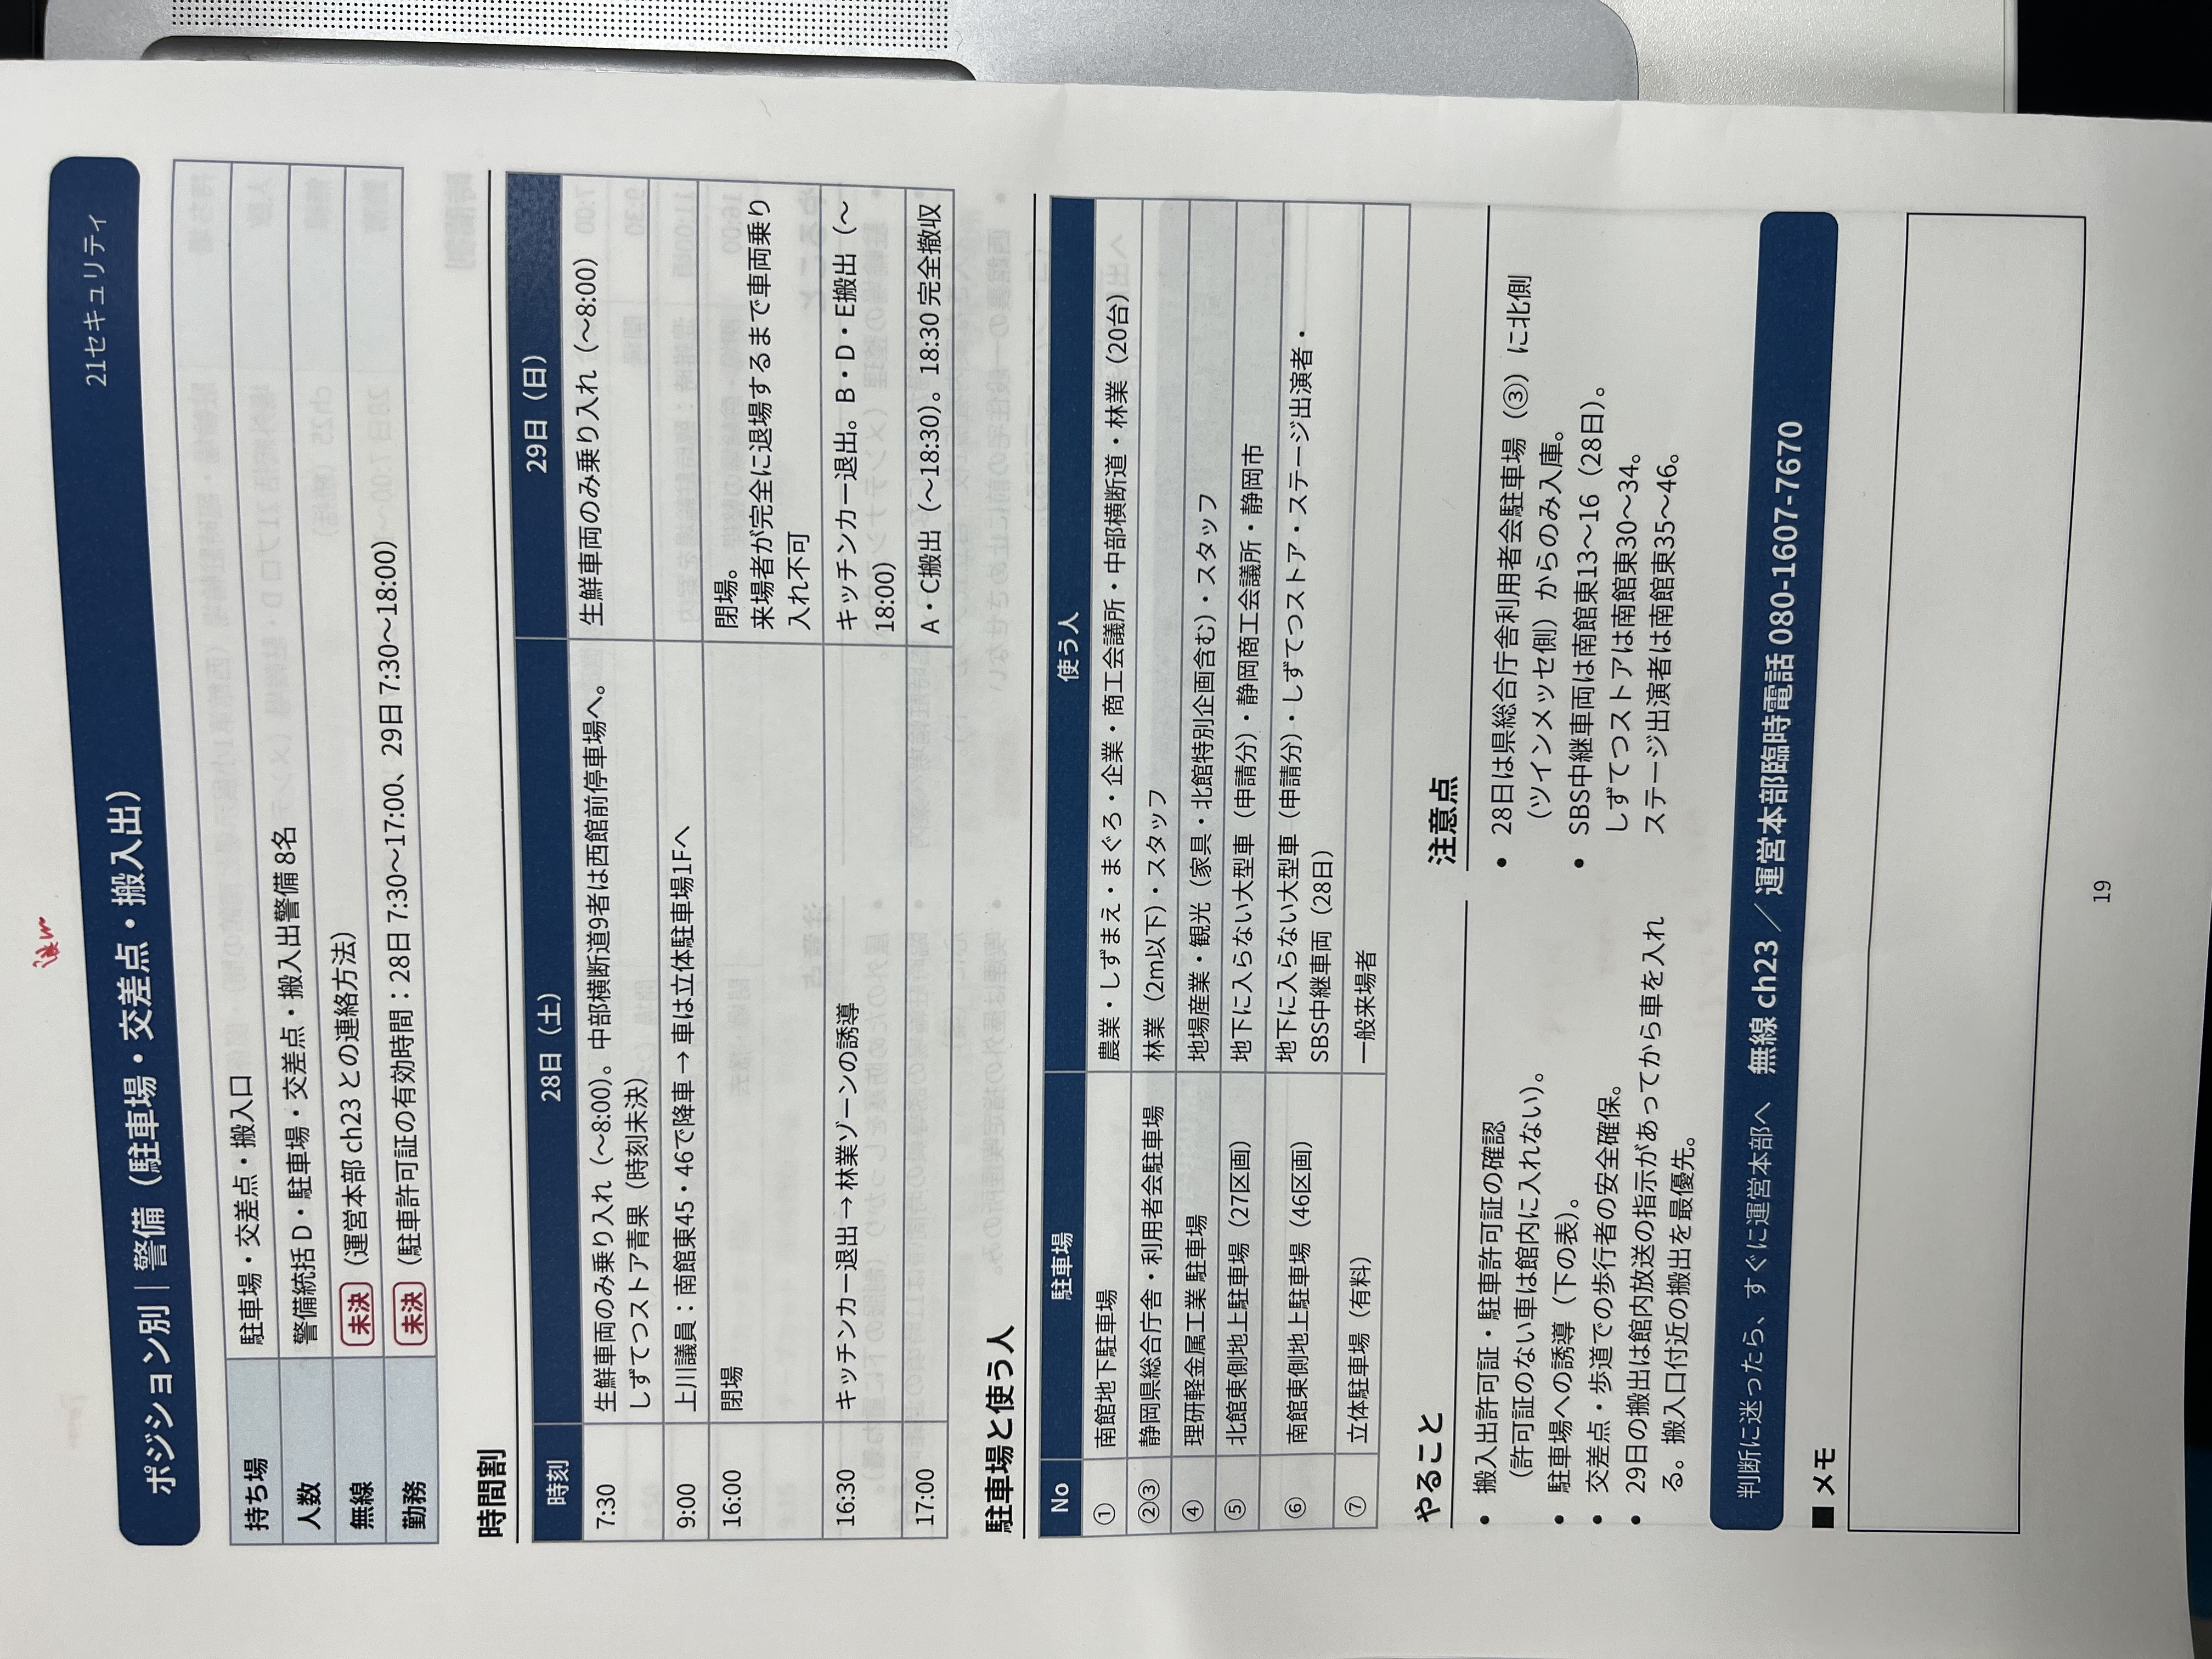 21セキュリティ
ポジション別｜警備（駐車場・交差点・搬入出）
持ち場 駐車場・交差点・搬入口
人数 警備統括 D・駐車場・交差点・搬入出警備 8名
無線 未決（運営本部 ch23 との連絡方法）
勤務 未決（駐車許可証の有効時間：28日 7:30〜17:00、29日 7:30〜18:00）
時間割
時刻 28日（土） 29日（日）
7:30 生鮮車両のみ乗り入れ（〜8:00）。中部横断道9者は西館前停車場へ。 生鮮車両のみ乗り入れ（〜8:00）
しずてつストア青果（時刻未決）
9:00 上川議員：南館東45・46で降車 → 車は立体駐車場1Fへ
16:00 閉場 閉場。
来場者が完全に退場するまで車両乗り
入れ不可
16:30 キッチンカー退出 → 林業ゾーンの誘導 キッチンカー退出。B・D・E搬出（〜
18:00）
17:00 A・C搬出（〜18:30）。18:30 完全撤収
駐車場と使う人
No 駐車場 使う人
① 南館地下駐車場 農業・しずまえ・まぐろ・企業・商工会議所・中部横断道・林業（20台）
②③ 静岡県総合庁舎・利用者会駐車場 林業（2m以下）・スタッフ
④ 理研軽金属工業 駐車場 地場産業・観光（家具・北館特別企画含む）・スタッフ
⑤ 北館東側地上駐車場（27区画） 地下に入らない大型車（申請分）・静岡商工会議所・静岡市
⑥ 南館東側地上駐車場（46区画） 地下に入らない大型車（申請分）・しずてつストア・ステージ出演者・
SBS中継車両（28日）
⑦ 立体駐車場（有料） 一般来場者
やること
• 搬入出許可証・駐車許可証の確認
（許可証のない車は館内に入れない）。
• 駐車場への誘導（下の表）。
• 交差点・歩道での歩行者の安全確保。
• 29日の搬出は館内放送の指示があってから車を入れ
る。搬入口付近の搬出を最優先。
注意点
• 28日は県総合庁舎利用者会駐車場（③）に北側
（ツインメッセ側）からのみ入庫。
• SBS中継車両は南館東13〜16（28日）。
しずてつストアは南館東30〜34。
ステージ出演者は南館東35〜46。
判断に迷ったら、すぐに運営本部へ 無線 ch23 ／ 運営本部臨時電話 080-1607-7670
■ メモ
19